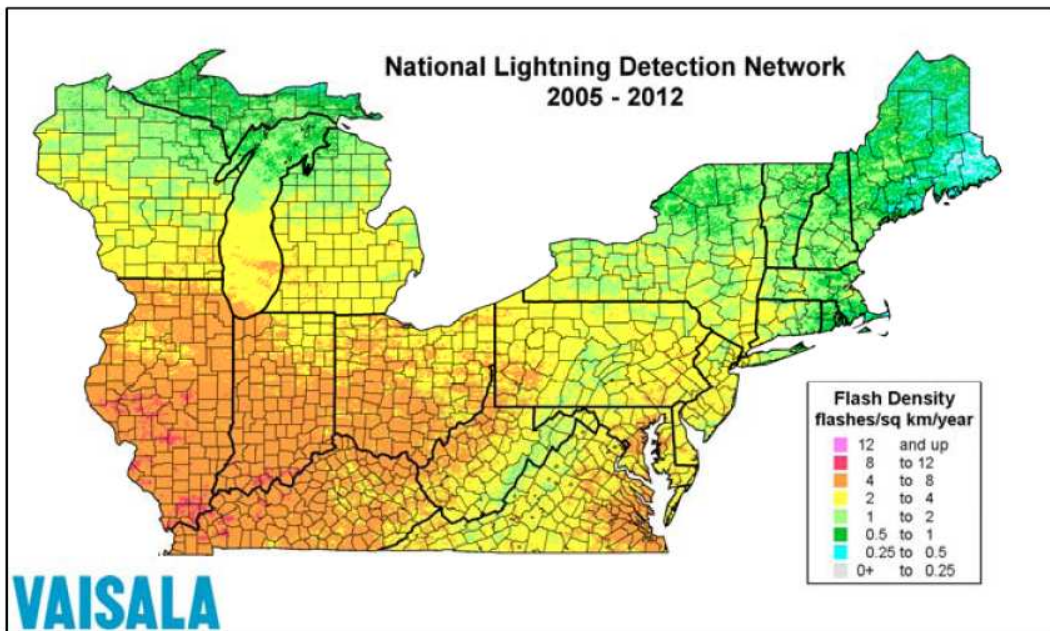 National Lightning Detection Network
2005 - 2012
Flash Density
flashes/sq km/year
12 and up
8 to 12
4 to 8
2 to 4
1 to 2
0.5 to 1
0.25 to 0.5
0+ to 0.25
VAISALA